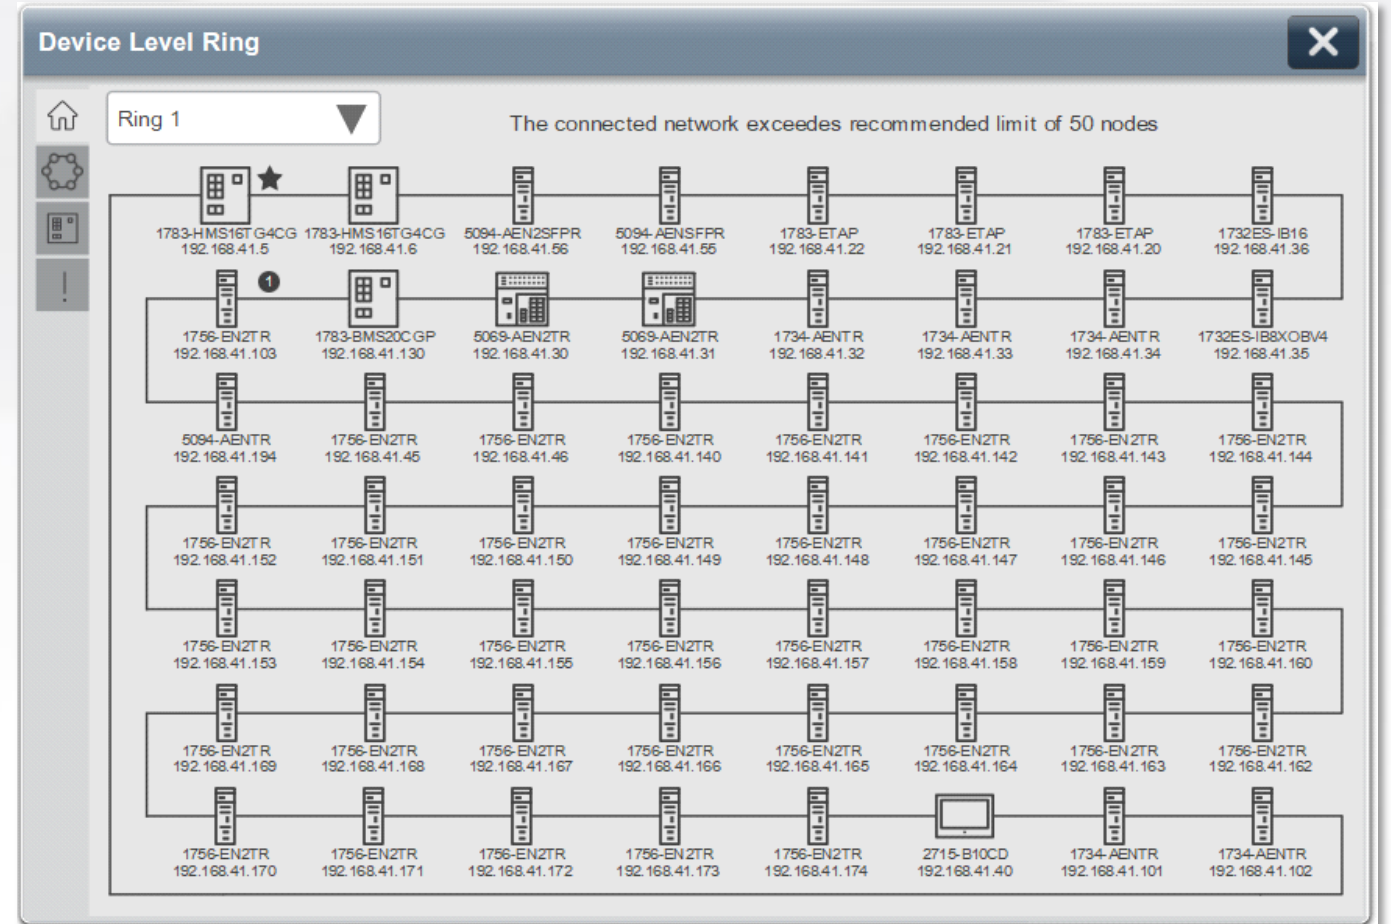 Device Level Ring
Ring 1
The connected network exceedes recommended limit of 50 nodes
1783-HMS16TG4CG 1783-HMS16TG4CG 5094-AEN2SFPR 5094-AENSFPR 1783-ETAP 1783-ETAP 1783-ETAP 1732ES-IB16
192.168.41.5 192.168.41.6 192.168.41.56 192.168.41.55 192.168.41.22 192.168.41.21 192.168.41.20 192.168.41.36
1
1756-EN2TR 1783-BMS20CGP 5069-AEN2TR 5069-AEN2TR 1734-AENTR 1734-AENTR 1734-AENTR 1732ES-IB8XOBV4
192.168.41.103 192.168.41.130 192.168.41.30 192.168.41.31 192.168.41.32 192.168.41.33 192.168.41.34 192.168.41.35
5094-AENTR 1756-EN2TR 1756-EN2TR 1756-EN2TR 1756-EN2TR 1756-EN2TR 1756-EN2TR 1756-EN2TR
192.168.41.194 192.168.41.45 192.168.41.46 192.168.41.140 192.168.41.141 192.168.41.142 192.168.41.143 192.168.41.144
1756-EN2TR 1756-EN2TR 1756-EN2TR 1756-EN2TR 1756-EN2TR 1756-EN2TR 1756-EN2TR 1756-EN2TR
192.168.41.152 192.168.41.151 192.168.41.150 192.168.41.149 192.168.41.148 192.168.41.147 192.168.41.146 192.168.41.145
1756-EN2TR 1756-EN2TR 1756-EN2TR 1756-EN2TR 1756-EN2TR 1756-EN2TR 1756-EN2TR 1756-EN2TR
192.168.41.153 192.168.41.154 192.168.41.155 192.168.41.156 192.168.41.157 192.168.41.158 192.168.41.159 192.168.41.160
1756-EN2TR 1756-EN2TR 1756-EN2TR 1756-EN2TR 1756-EN2TR 1756-EN2TR 1756-EN2TR 1756-EN2TR
192.168.41.169 192.168.41.168 192.168.41.167 192.168.41.166 192.168.41.165 192.168.41.164 192.168.41.163 192.168.41.162
1756-EN2TR 1756-EN2TR 1756-EN2TR 1756-EN2TR 1756-EN2TR 2715-B10CD 1734-AENTR 1734-AENTR
192.168.41.170 192.168.41.171 192.168.41.172 192.168.41.173 192.168.41.174 192.168.41.40 192.168.41.101 192.168.41.102